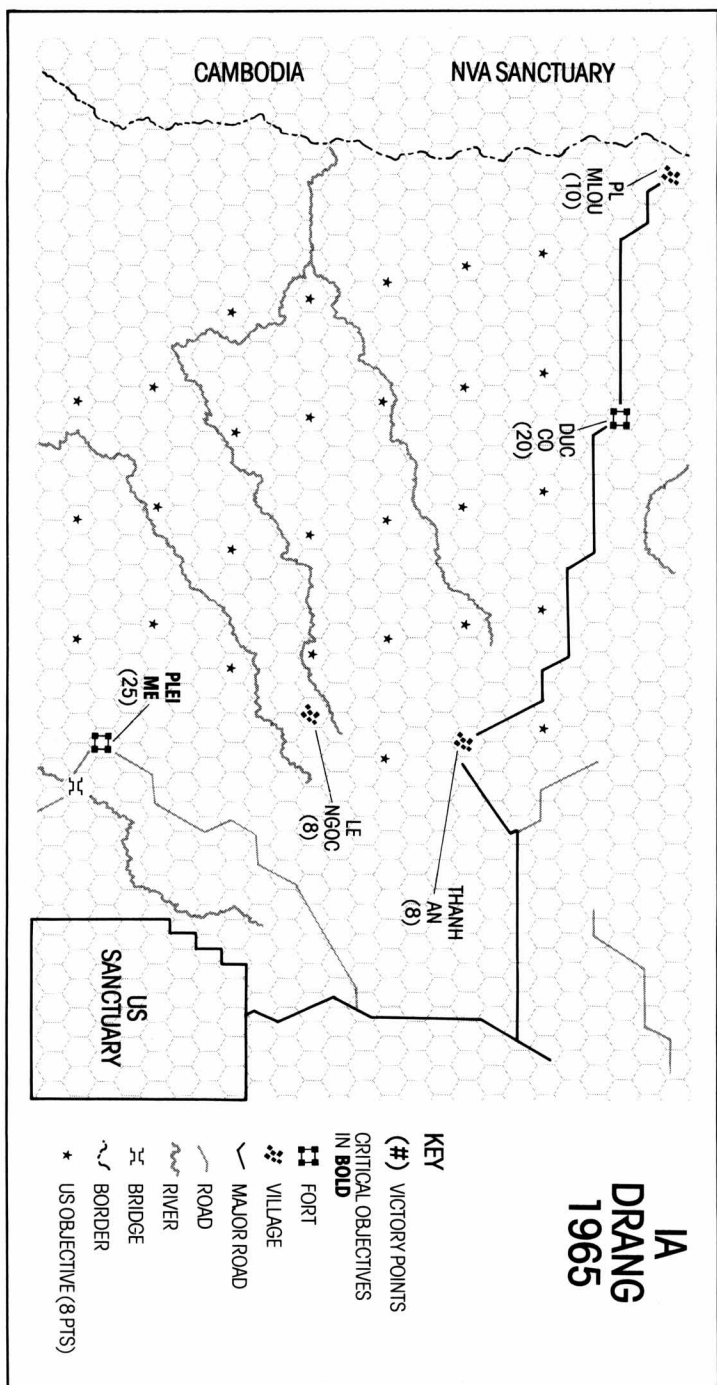 IA
DRANG
1965
CAMBODIA
NVA SANCTUARY
PL
MLOU
(10)
DUC
CO
(20)
PLEI
ME
(25)
LE
NGOC
(8)
THANH
AN
(8)
US
SANCTUARY
KEY
(#) VICTORY POINTS
CRITICAL OBJECTIVES
IN BOLD
FORT
VILLAGE
MAJOR ROAD
ROAD
RIVER
BRIDGE
BORDER
US OBJECTIVE (8 PTS)